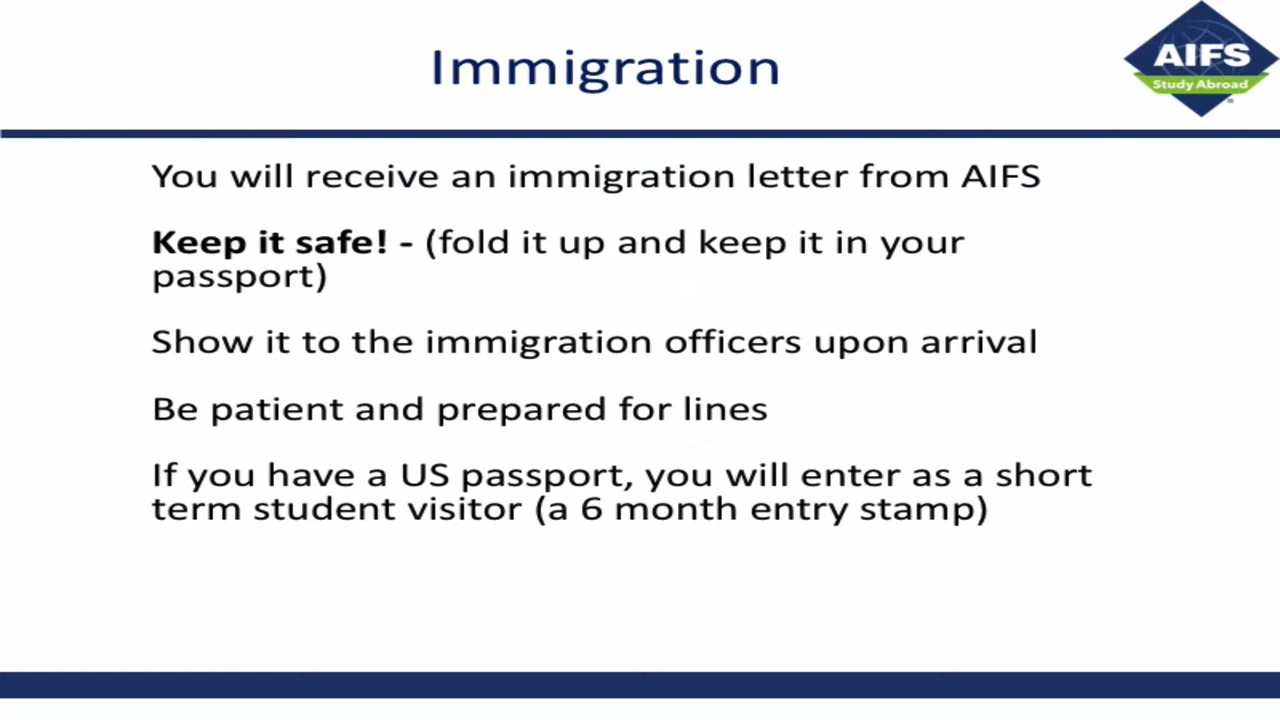 Immigration
AIFS
Study Abroad
You will receive an immigration letter from AIFS
Keep it safe! - (fold it up and keep it in your
passport)
Show it to the immigration officers upon arrival
Be patient and prepared for lines
If you have a US passport, you will enter as a short
term student visitor (a 6 month entry stamp)